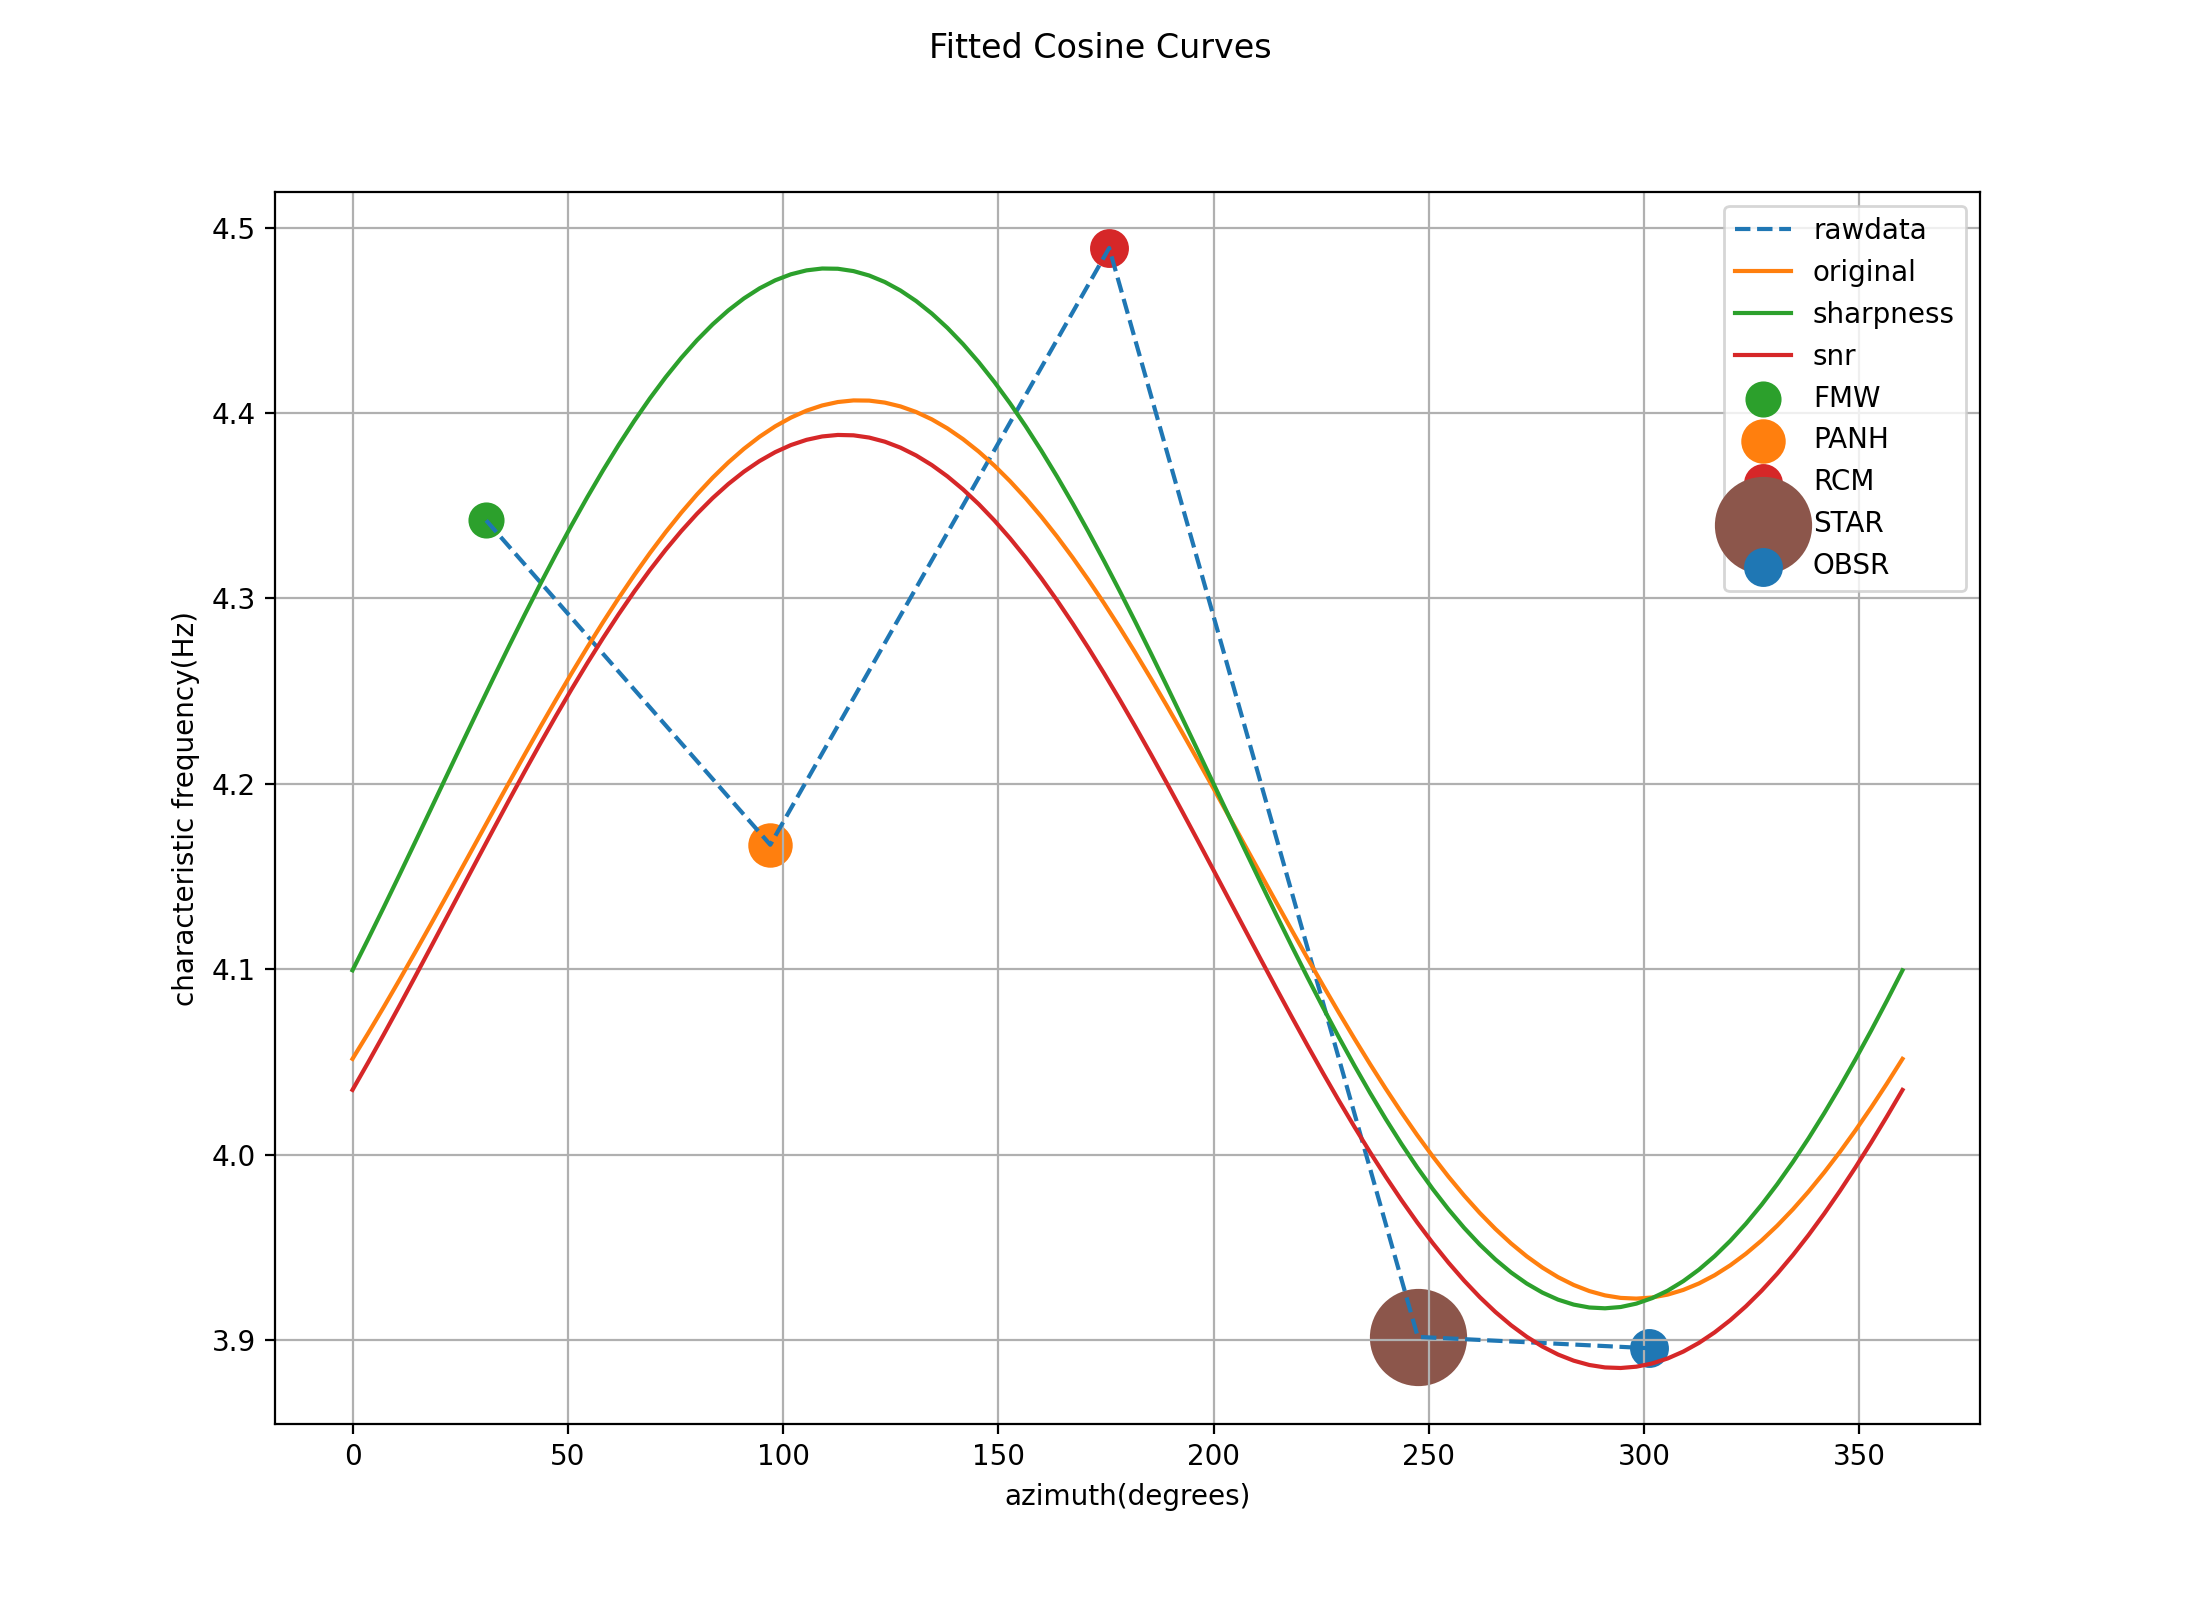 Fitted Cosine Curves
4.5
4.4
4.3
4.2
4.1
4.0
3.9
characteristic frequency(Hz)
rawdata
original
sharpness
snr
FMW
PANH
RCM
STAR
OBSR
0 50 100 150 200 250 300 350
azimuth(degrees)